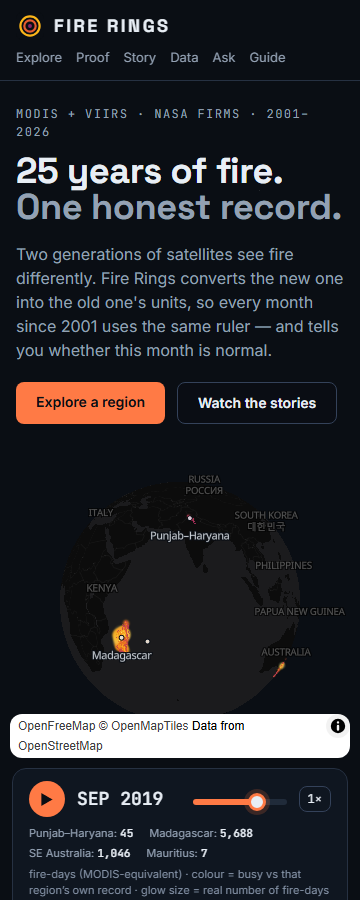 FIRE RINGS
Explore Proof Story Data Ask Guide
MODIS + VIIRS · NASA FIRMS · 2001–
2026
25 years of fire.
One honest record.
Two generations of satellites see fire
differently. Fire Rings converts the new one
into the old one's units, so every month
since 2001 uses the same ruler — and tells
you whether this month is normal.
Explore a region
Watch the stories
RUSSIA
РОССИЯ
ITALY
SOUTH KOREA
대한민국
Punjab–Haryana
PHILIPPINES
KENYA
PAPUA NEW GUINEA
Madagascar
AUSTRALIA
OpenFreeMap © OpenMapTiles Data from
OpenStreetMap
SEP 2019
1×
Punjab–Haryana: 45 Madagascar: 5,688
SE Australia: 1,046 Mauritius: 7
fire-days (MODIS-equivalent) · colour = busy vs that
region's own record · glow size = real number of fire-days